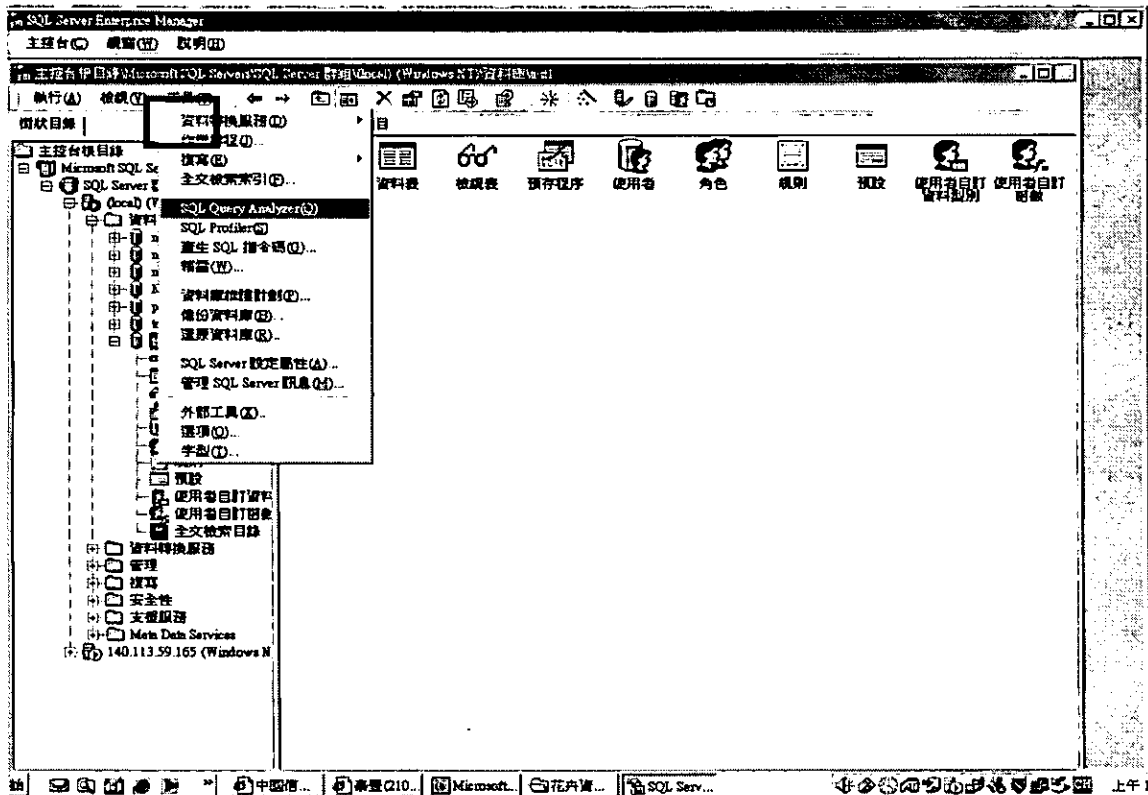 SQL Server Enterprise Manager
主控台(C) 視窗(W) 說明(H)
主控台根目錄\Microsoft SQL Servers\SQL Server 群組\(local) (Windows NT)\資料庫\
執行(A) 檢視(V)
樹狀目錄
主控台根目錄
Microsoft SQL Se
SQL Server
(local) (
資料
預設
使用者自訂資料
使用者自訂函數
全文檢索目錄
資料轉換服務
管理
複寫
安全性
支援服務
Meta Data Services
140.113.59.165 (Windows N
資料轉換服務(D)
複寫(E)
全文檢索索引(E)...
SQL Query Analyzer(Q)
SQL Profiler(S)
產生 SQL 指令碼(G)...
精靈(W)...
資料庫維護計劃(P)...
備份資料庫(B)...
還原資料庫(R)...
SQL Server 設定屬性(A)...
管理 SQL Server 訊息(M)...
外部工具(X)...
選項(O)...
字型(T)...
目
資料表
檢視表
預存程序
使用者
角色
規則
預設
使用者自訂資料型別
使用者自訂函數
Microsoft...
花卉資...
SQL Serv...
上午